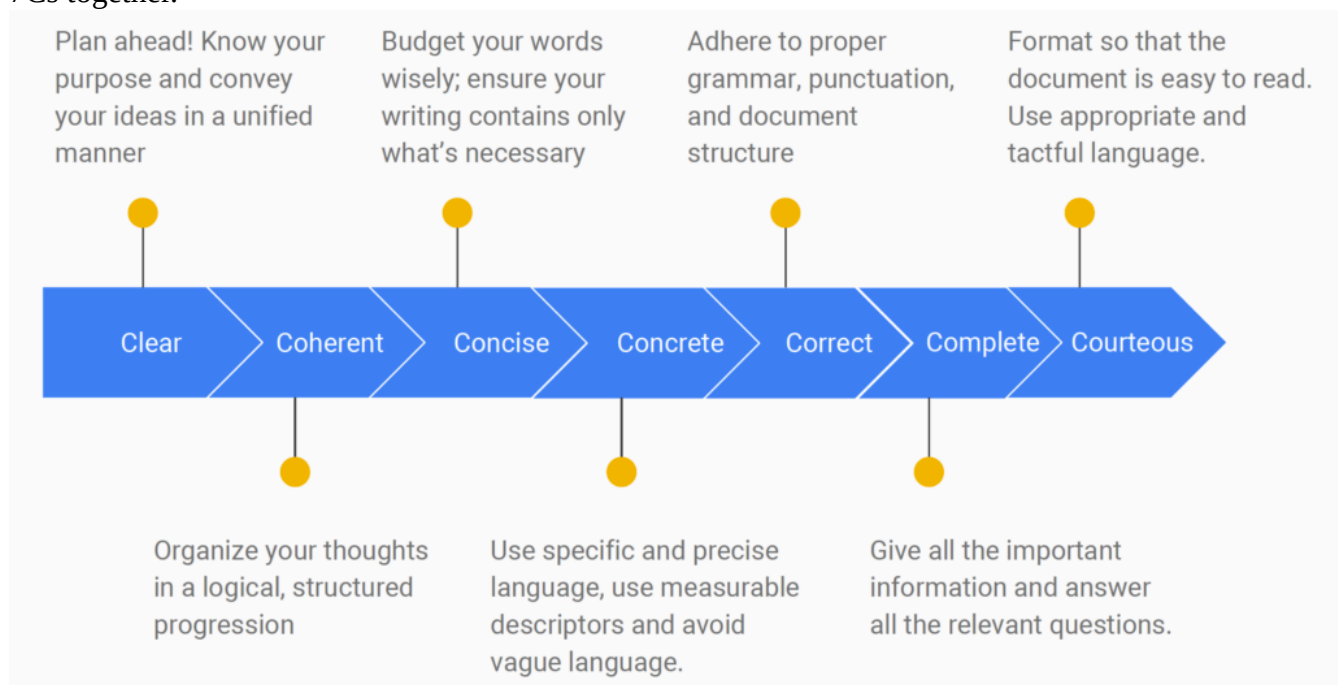 7Cs together.
Plan ahead! Know your
purpose and convey
your ideas in a unified
manner
Budget your words
wisely; ensure your
writing contains only
what's necessary
Adhere to proper
grammar, punctuation,
and document
structure
Format so that the
document is easy to read.
Use appropriate and
tactful language.
Clear
Coherent
Concise
Concrete
Correct
Complete
Courteous
Organize your thoughts
in a logical, structured
progression
Use specific and precise
language, use measurable
descriptors and avoid
vague language.
Give all the important
information and answer
all the relevant questions.